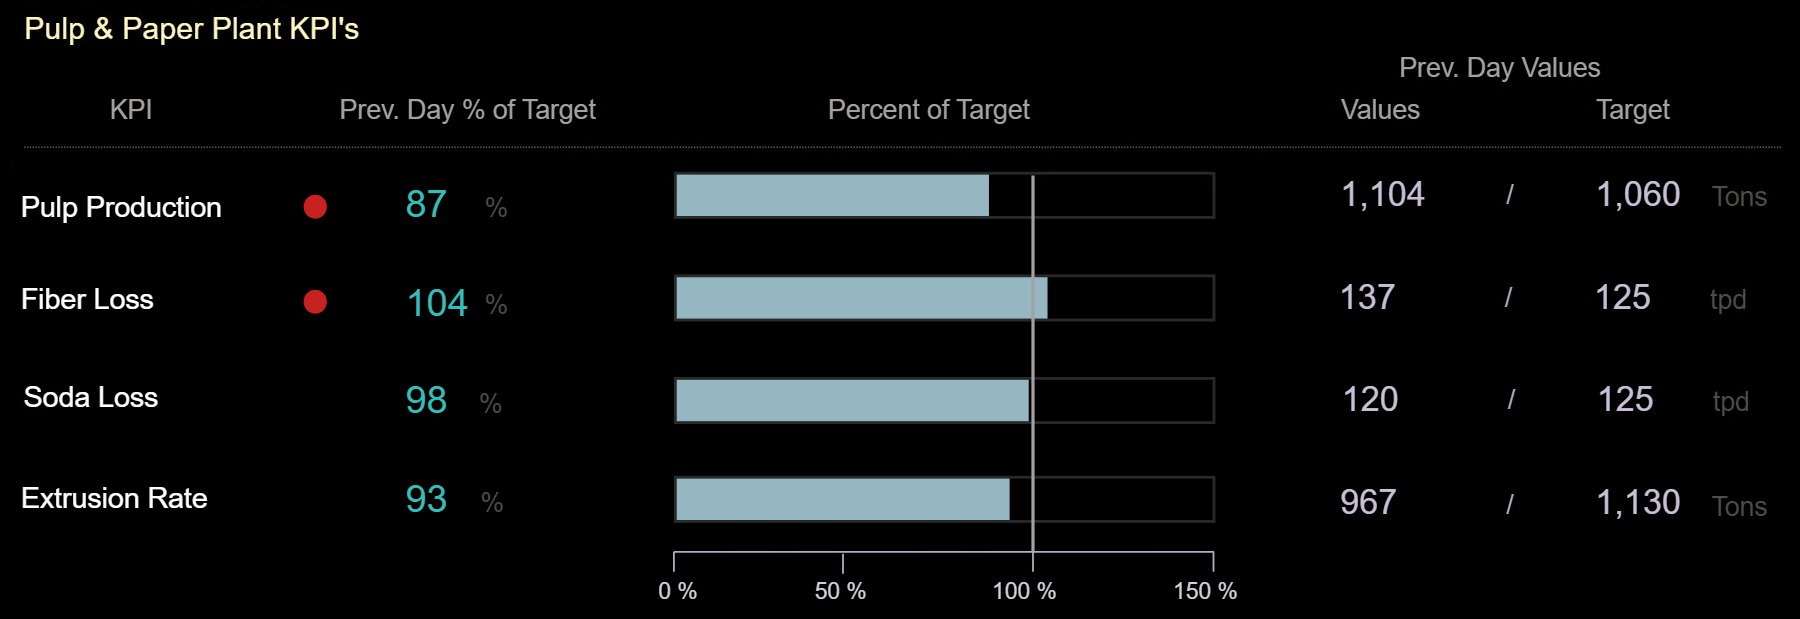 Pulp & Paper Plant KPI's
Prev. Day Values
KPI Prev. Day % of Target Percent of Target Values Target
Pulp Production 87 % 1,104 / 1,060 Tons
Fiber Loss 104 % 137 / 125 tpd
Soda Loss 98 % 120 / 125 tpd
Extrusion Rate 93 % 967 / 1,130 Tons
0 % 50 % 100 % 150 %